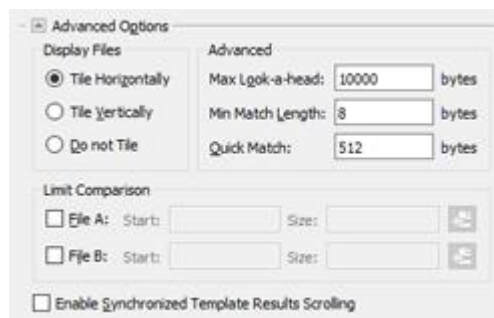 Advanced Options
Display Files
Tile Horizontally
Tile Vertically
Do not Tile
Advanced
Max Look-a-head: 10000 bytes
Min Match Length: 8 bytes
Quick Match: 512 bytes
Limit Comparison
File A: Start: Size:
File B: Start: Size:
Enable Synchronized Template Results Scrolling